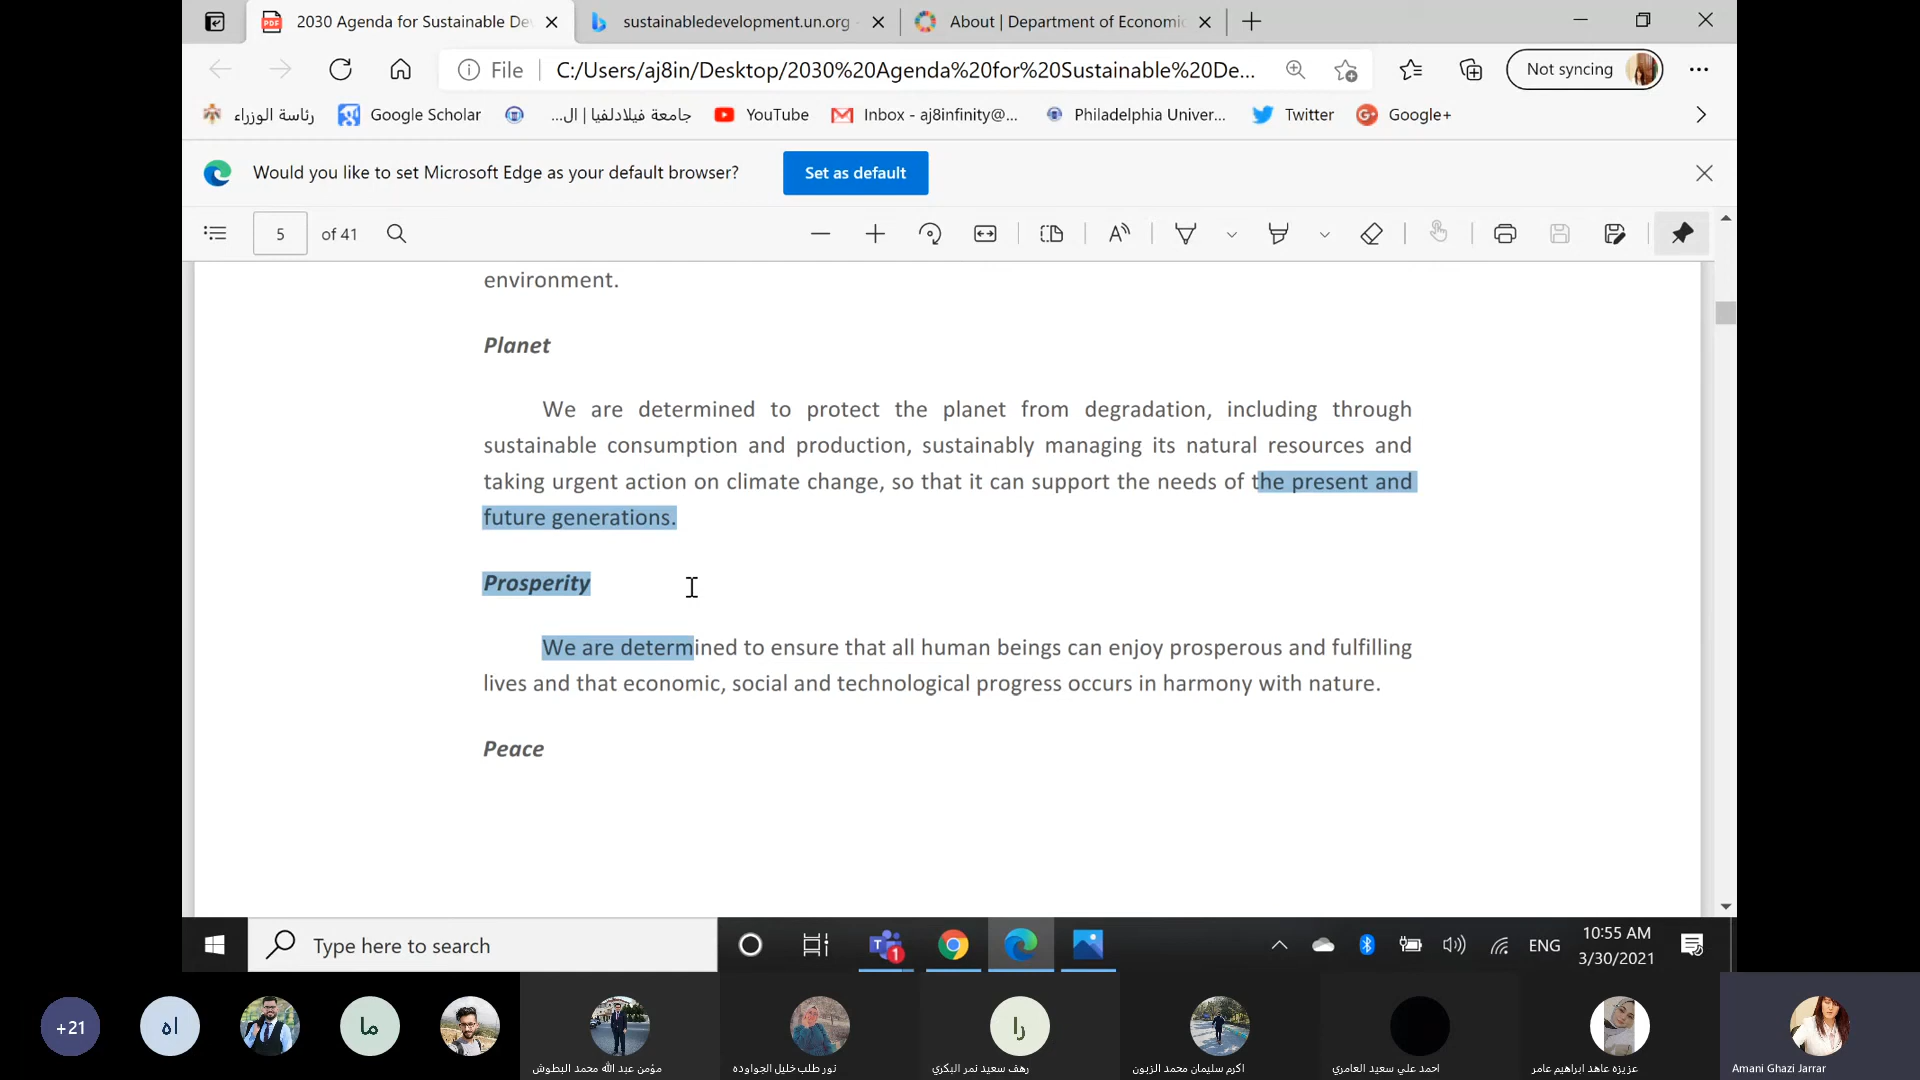 2030 Agenda for Sustainable De
sustainabledevelopment.un.org
About | Department of Economic
File
C:/Users/aj8in/Desktop/2030%20Agenda%20for%20Sustainable%20De...
Not syncing
رئاسة الوزراء
Google Scholar
جامعة فيلادلفيا | ال...
YouTube
Inbox - aj8infinity@...
Philadelphia Univer...
Twitter
Google+
Would you like to set Microsoft Edge as your default browser?
Set as default
5 of 41
environment.
Planet
We are determined to protect the planet from degradation, including through
sustainable consumption and production, sustainably managing its natural resources and
taking urgent action on climate change, so that it can support the needs of the present and
future generations.
Prosperity
We are determined to ensure that all human beings can enjoy prosperous and fulfilling
lives and that economic, social and technological progress occurs in harmony with nature.
Peace
Type here to search
1
ENG
10:55 AM
3/30/2021
+21
اه
ما
را
مؤمن عبد الله محمد البطوش
نور طلب خليل الجواوده
رهف سعيد نمر البكري
اكرم سليمان محمد الزبون
احمد علي سعيد العامري
عزيزه عاهد ابراهيم عامر
Amani Ghazi Jarrar